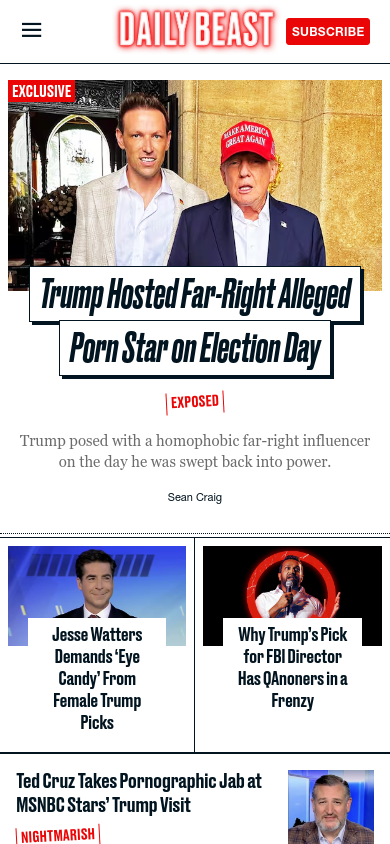 DAILY BEAST
SUBSCRIBE
EXCLUSIVE
MAKE AMERICA
GREAT AGAIN
Trump Hosted Far-Right Alleged
Porn Star on Election Day
EXPOSED
Trump posed with a homophobic far-right influencer
on the day he was swept back into power.
Sean Craig
Jesse Watters
Demands ‘Eye
Candy’ From
Female Trump
Picks
Why Trump’s Pick
for FBI Director
Has QAnoners in a
Frenzy
Ted Cruz Takes Pornographic Jab at
MSNBC Stars’ Trump Visit
NIGHTMARISH